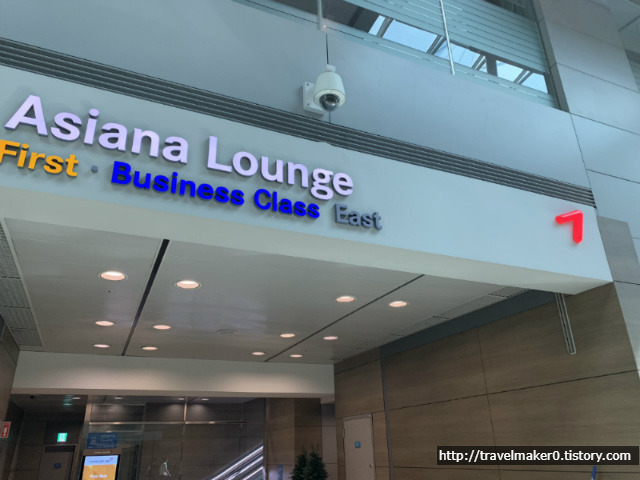 Asiana Lounge
First · Business Class East
http://travelmaker0.tistory.com